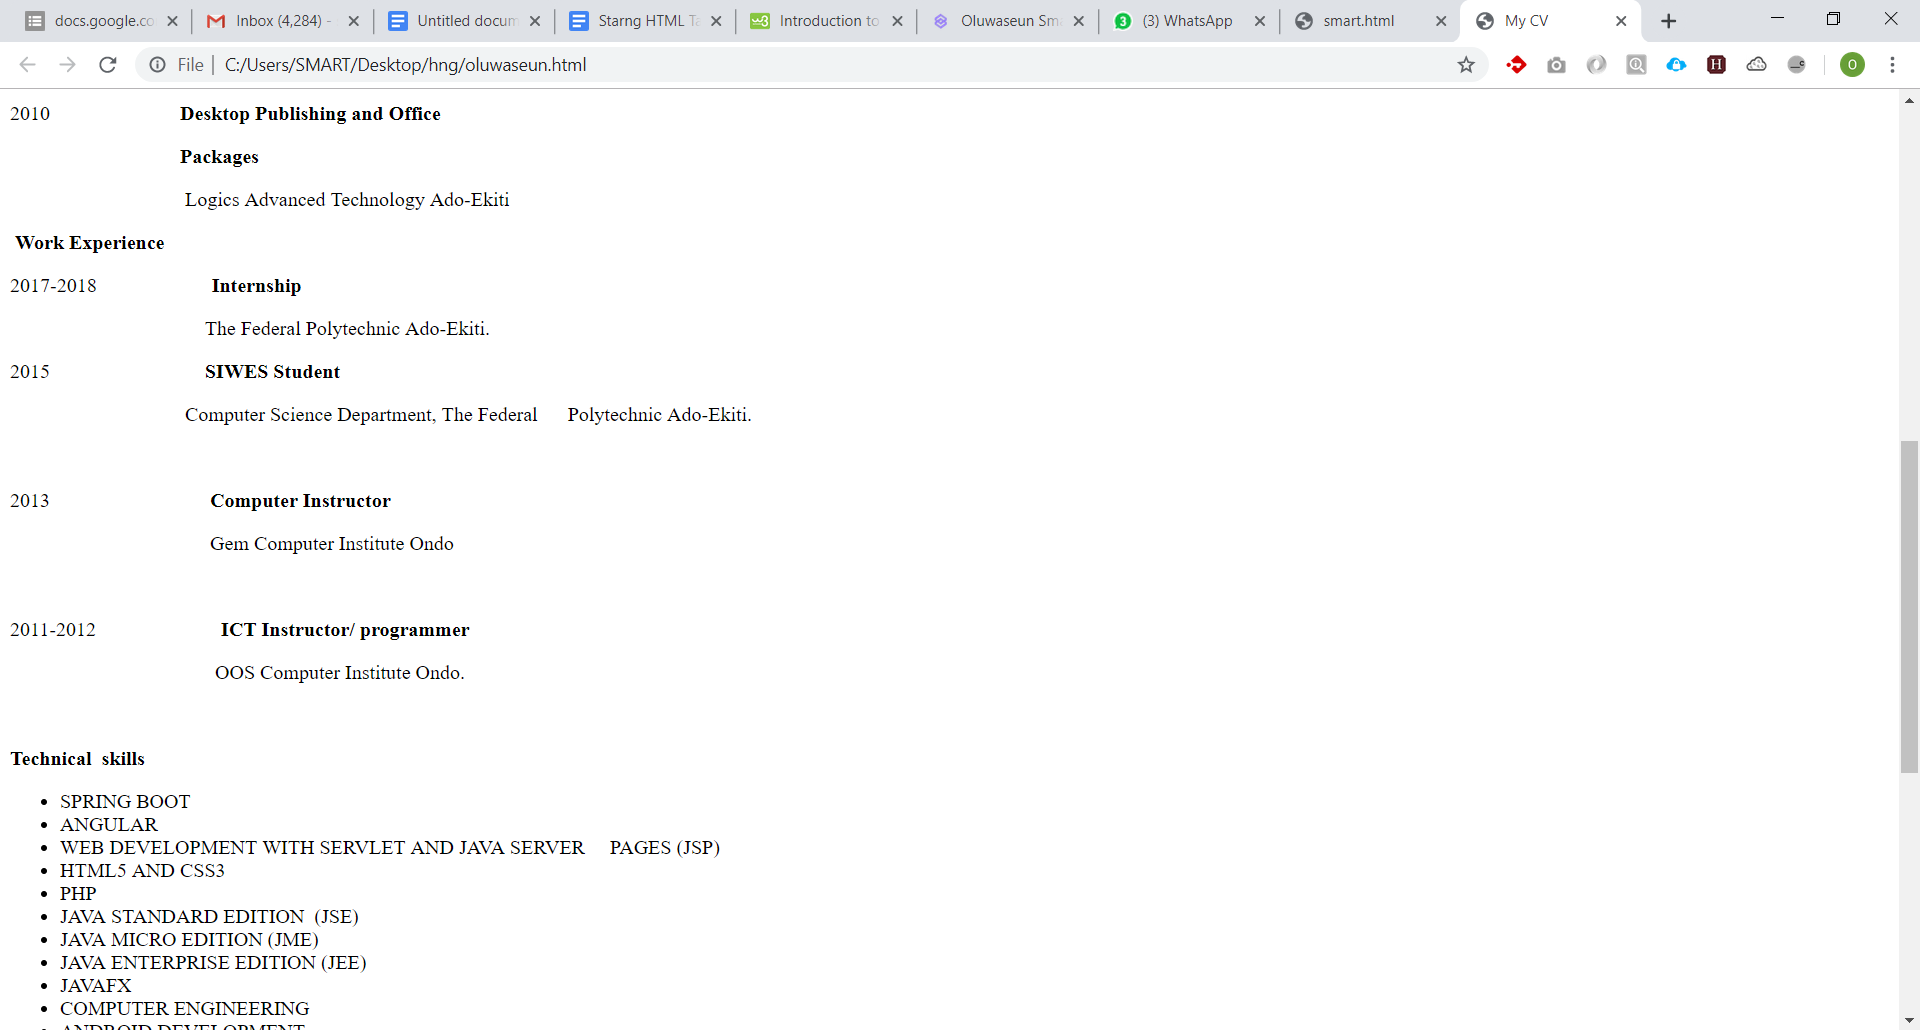 docs.google.co
Inbox (4,284) -
Untitled docum
Starng HTML Ta
Introduction to
Oluwaseun Sm
(3) WhatsApp
smart.html
My CV
File
C:/Users/SMART/Desktop/hng/oluwaseun.html
2010 Desktop Publishing and Office
Packages
Logics Advanced Technology Ado-Ekiti
Work Experience
2017-2018 Internship
The Federal Polytechnic Ado-Ekiti.
2015 SIWES Student
Computer Science Department, The Federal Polytechnic Ado-Ekiti.
2013 Computer Instructor
Gem Computer Institute Ondo
2011-2012 ICT Instructor/ programmer
OOS Computer Institute Ondo.
Technical skills
• SPRING BOOT
• ANGULAR
• WEB DEVELOPMENT WITH SERVLET AND JAVA SERVER PAGES (JSP)
• HTML5 AND CSS3
• PHP
• JAVA STANDARD EDITION (JSE)
• JAVA MICRO EDITION (JME)
• JAVA ENTERPRISE EDITION (JEE)
• JAVAFX
• COMPUTER ENGINEERING
• ANDROID DEVELOPMENT